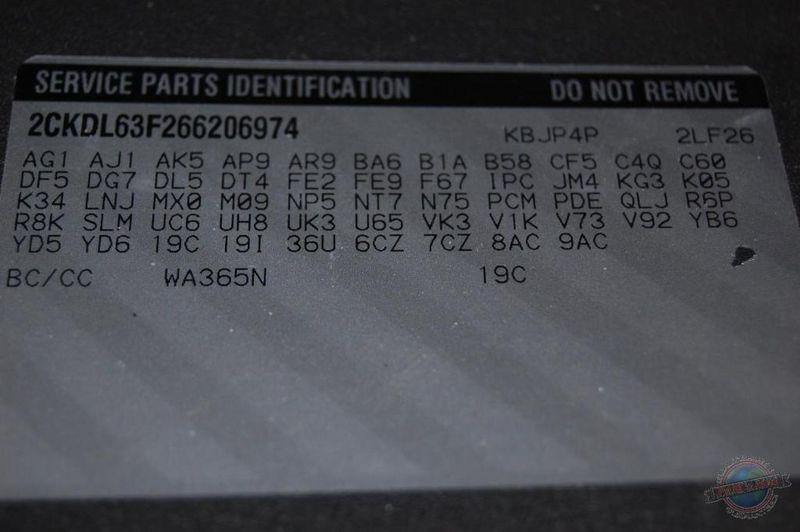 SERVICE PARTS IDENTIFICATION DO NOT REMOVE
2CKDL63F266206974 KBJP4P 2LF26
AG1 AJ1 AK5 AP9 AR9 BA6 B1A B58 CF5 C4Q C60
DF5 DG7 DL5 DT4 FE2 FE9 F67 IPC JM4 KG3 K05
K34 LNJ MX0 M09 NP5 NT7 N75 PCM PDE QLJ R6P
R8K SLM UC6 UH8 UK3 U65 VK3 V1K V73 V92 YB6
YD5 YD6 19C 19I 36U 6CZ 7CZ 8AC 9AC
BC/CC WA365N 19C